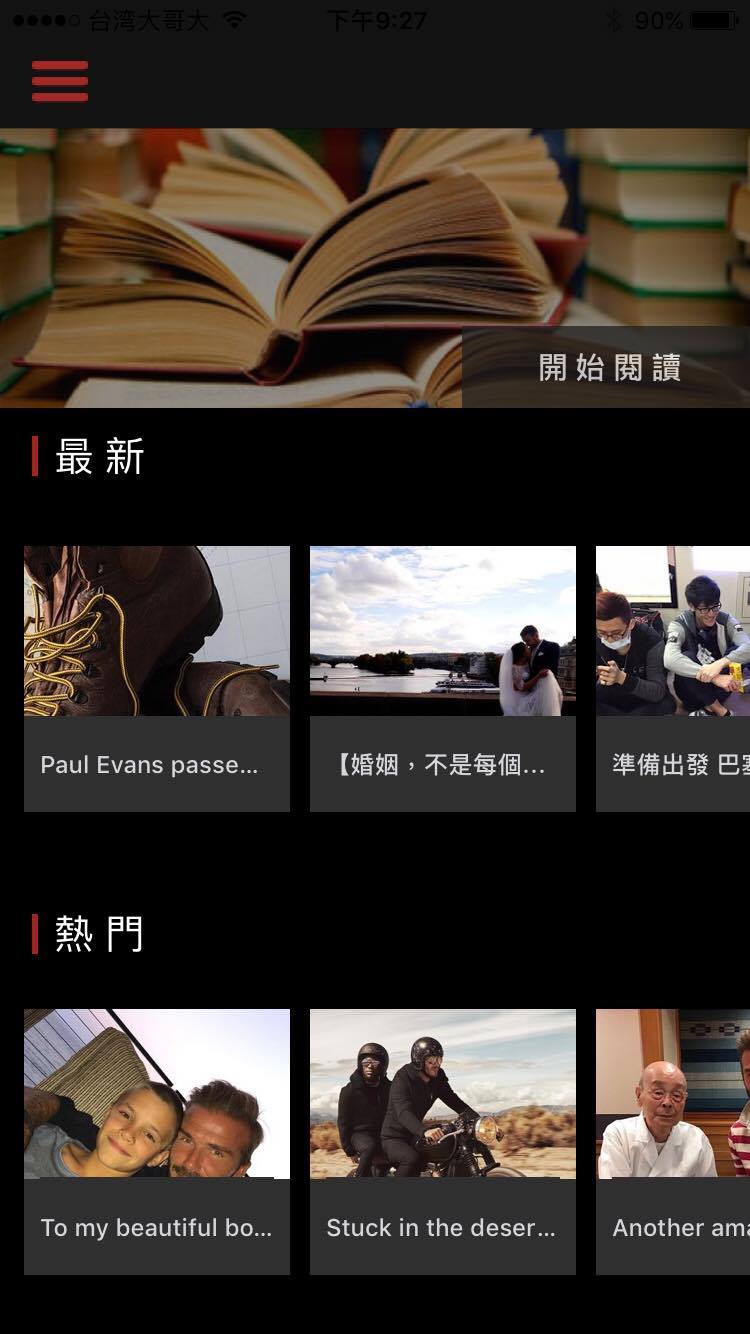 台湾大哥大 下午9:27 90%
開始閱讀
最新
Paul Evans passe...
【婚姻，不是每個...
準備出發 巴塞
熱門
To my beautiful bo...
Stuck in the deser...
Another ama